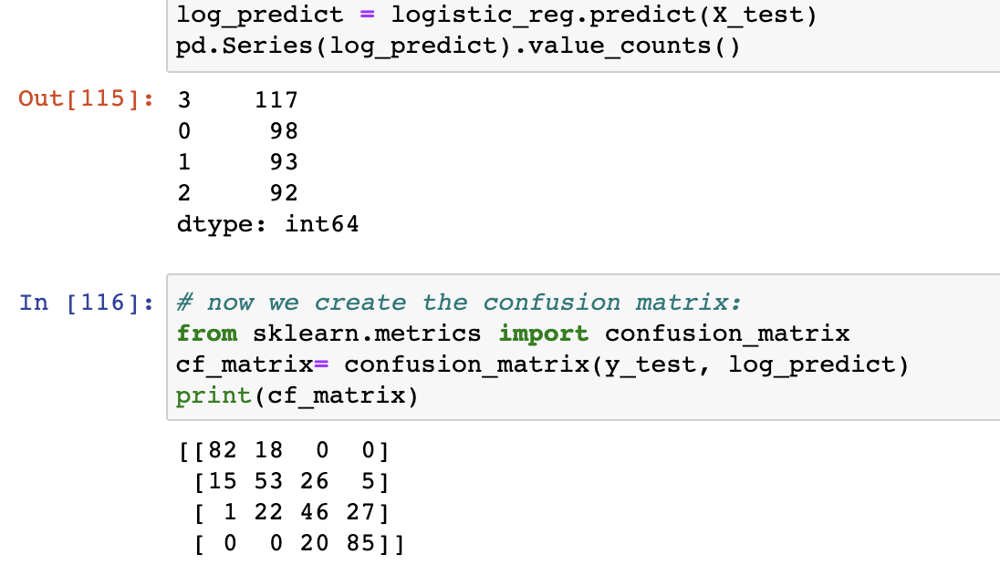 log_predict = logistic_reg.predict(X_test)
pd.Series(log_predict).value_counts()
Out[115]: 3    117
0     98
1     93
2     92
dtype: int64
In [116]: # now we create the confusion matrix:
from sklearn.metrics import confusion_matrix
cf_matrix= confusion_matrix(y_test, log_predict)
print(cf_matrix)
[[82 18  0  0]
 [15 53 26  5]
 [ 1 22 46 27]
 [ 0  0 20 85]]